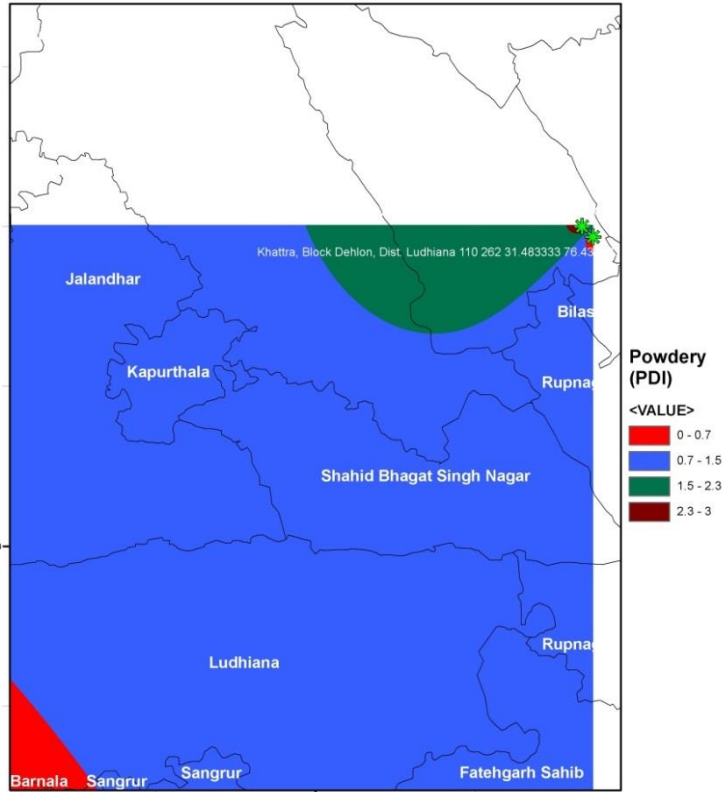 Khattra, Block Dehlon, Dist. Ludhiana 110 262 31.483333 76.43
Jalandhar
Bilas
Kapurthala
Rupnag
Shahid Bhagat Singh Nagar
Rupnag
Ludhiana
Barnala
Sangrur
Sangrur
Fatehgarh Sahib
Powdery
(PDI)
<VALUE>
0 - 0.7
0.7 - 1.5
1.5 - 2.3
2.3 - 3